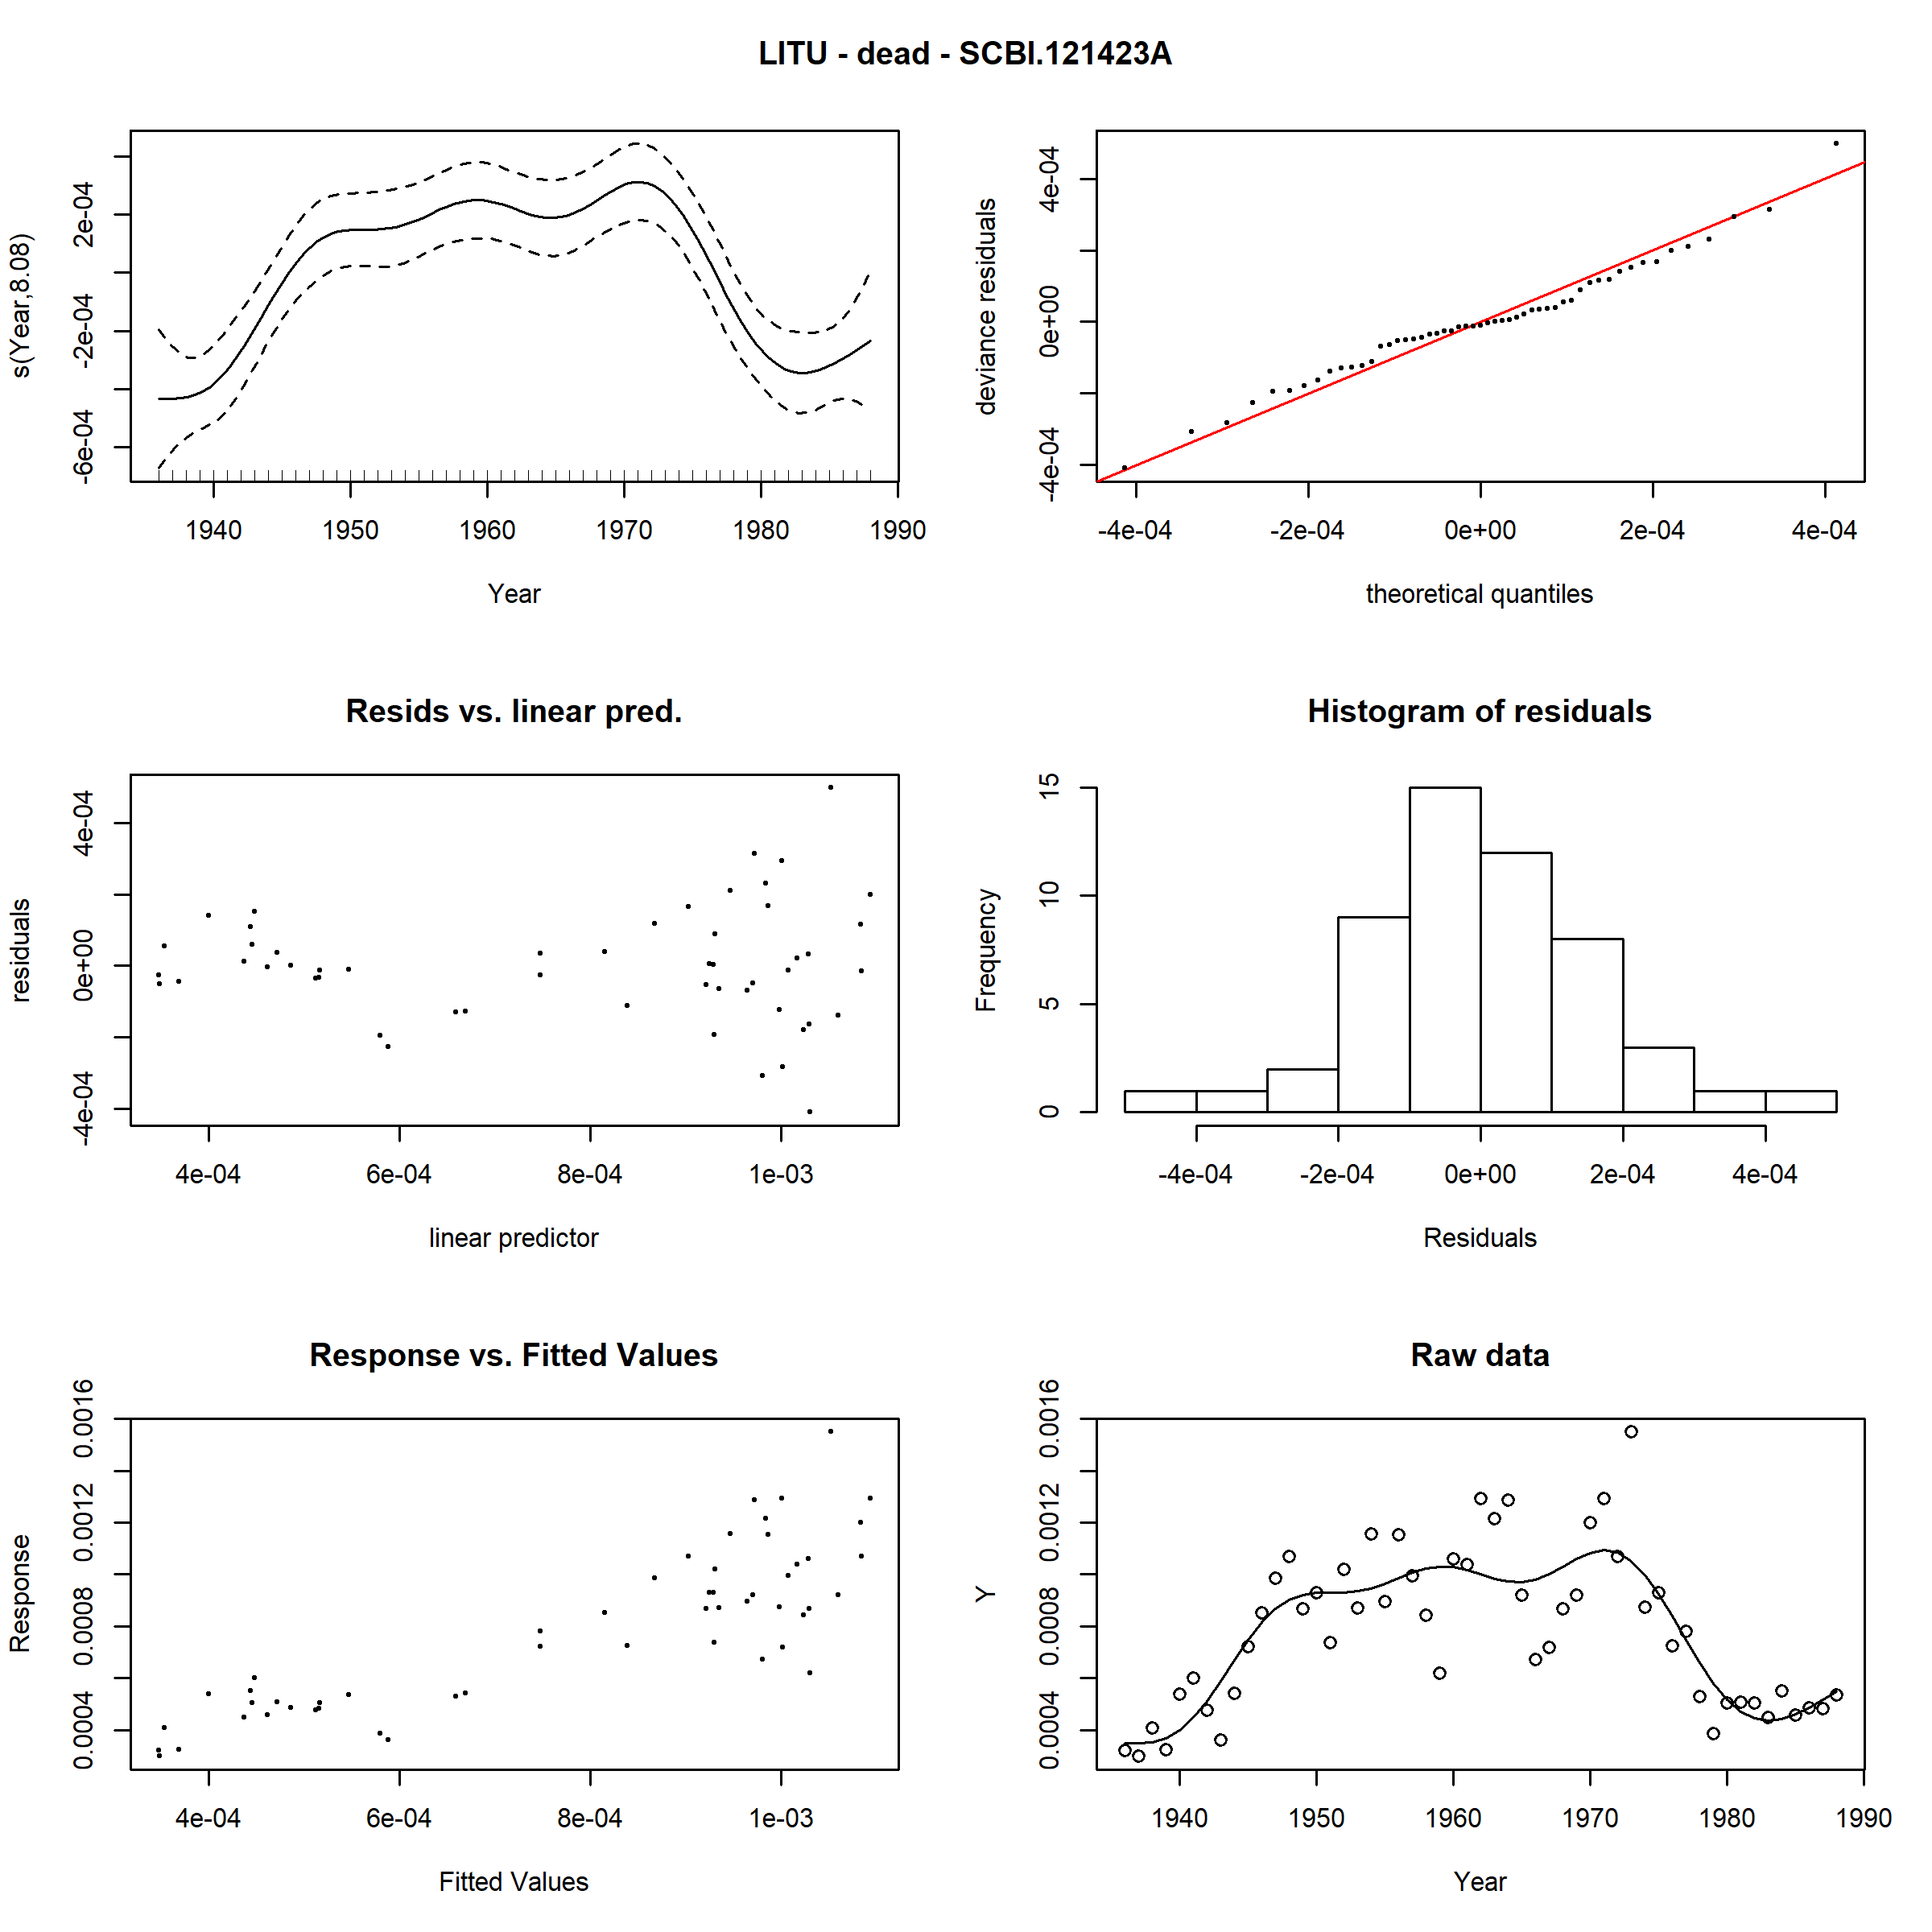 LITU - dead - SCBI.121423A
s(Year,8.08)
2e-04
-2e-04
-6e-04
1940 1950 1960 1970 1980 1990
Year
deviance residuals
4e-04
0e+00
-4e-04
-4e-04 -2e-04 0e+00 2e-04 4e-04
theoretical quantiles
Resids vs. linear pred.
residuals
4e-04
0e+00
-4e-04
4e-04 6e-04 8e-04 1e-03
linear predictor
Histogram of residuals
Frequency
15
10
5
0
-4e-04 -2e-04 0e+00 2e-04 4e-04
Residuals
Response vs. Fitted Values
Response
0.0016
0.0012
0.0008
0.0004
4e-04 6e-04 8e-04 1e-03
Fitted Values
Raw data
Y
0.0016
0.0012
0.0008
0.0004
1940 1950 1960 1970 1980 1990
Year